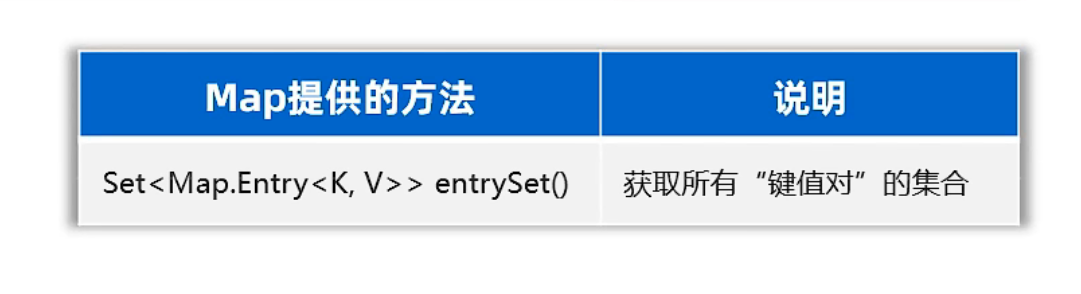 Map提供的方法
说明
Set<Map.Entry<K, V>> entrySet()
获取所有“键值对”的集合